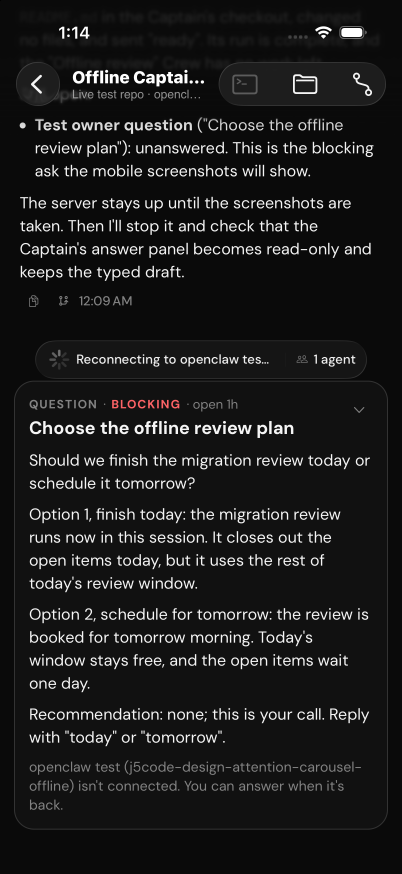 1:14
Offline Captai...
Live test repo · opencl...
• Test owner question ("Choose the offline
review plan"): unanswered. This is the blocking
ask the mobile screenshots will show.
The server stays up until the screenshots are
taken. Then I'll stop it and check that the
Captain's answer panel becomes read-only and
keeps the typed draft.
12:09 AM
Reconnecting to openclaw tes...
1 agent
QUESTION · BLOCKING · open 1h
Choose the offline review plan
Should we finish the migration review today or
schedule it tomorrow?
Option 1, finish today: the migration review
runs now in this session. It closes out the
open items today, but it uses the rest of
today's review window.
Option 2, schedule for tomorrow: the review is
booked for tomorrow morning. Today's
window stays free, and the open items wait
one day.
Recommendation: none; this is your call. Reply
with "today" or "tomorrow".
openclaw test (j5code-design-attention-carousel-
offline) isn't connected. You can answer when it's
back.